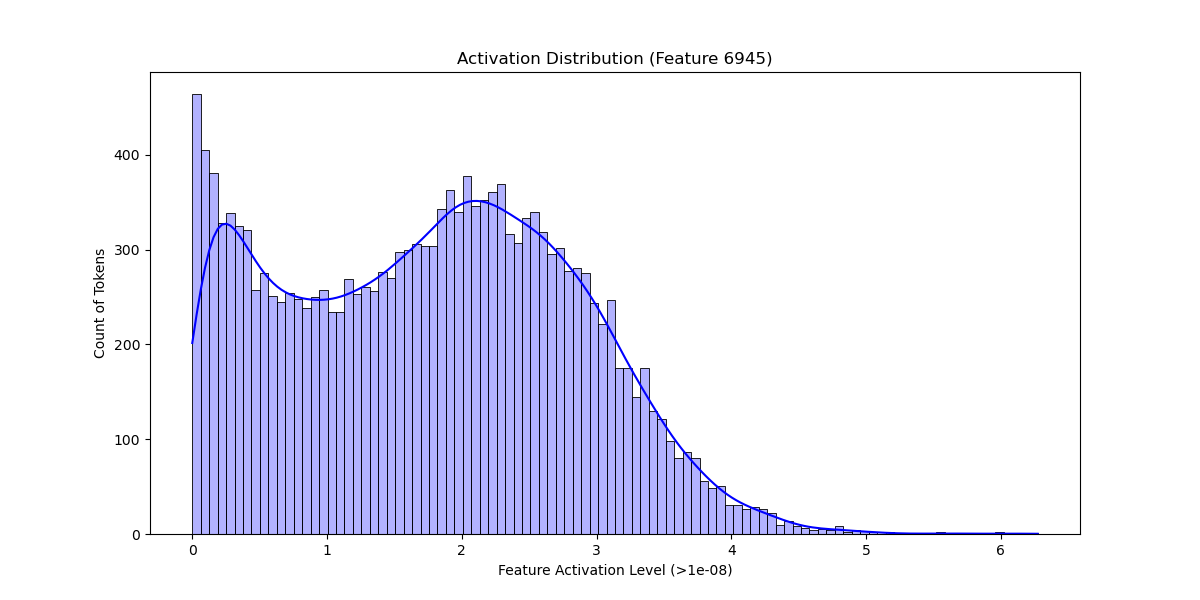 Activation Distribution (Feature 6945)
Count of Tokens
400
300
200
100
0
0 1 2 3 4 5 6
Feature Activation Level (>1e-08)